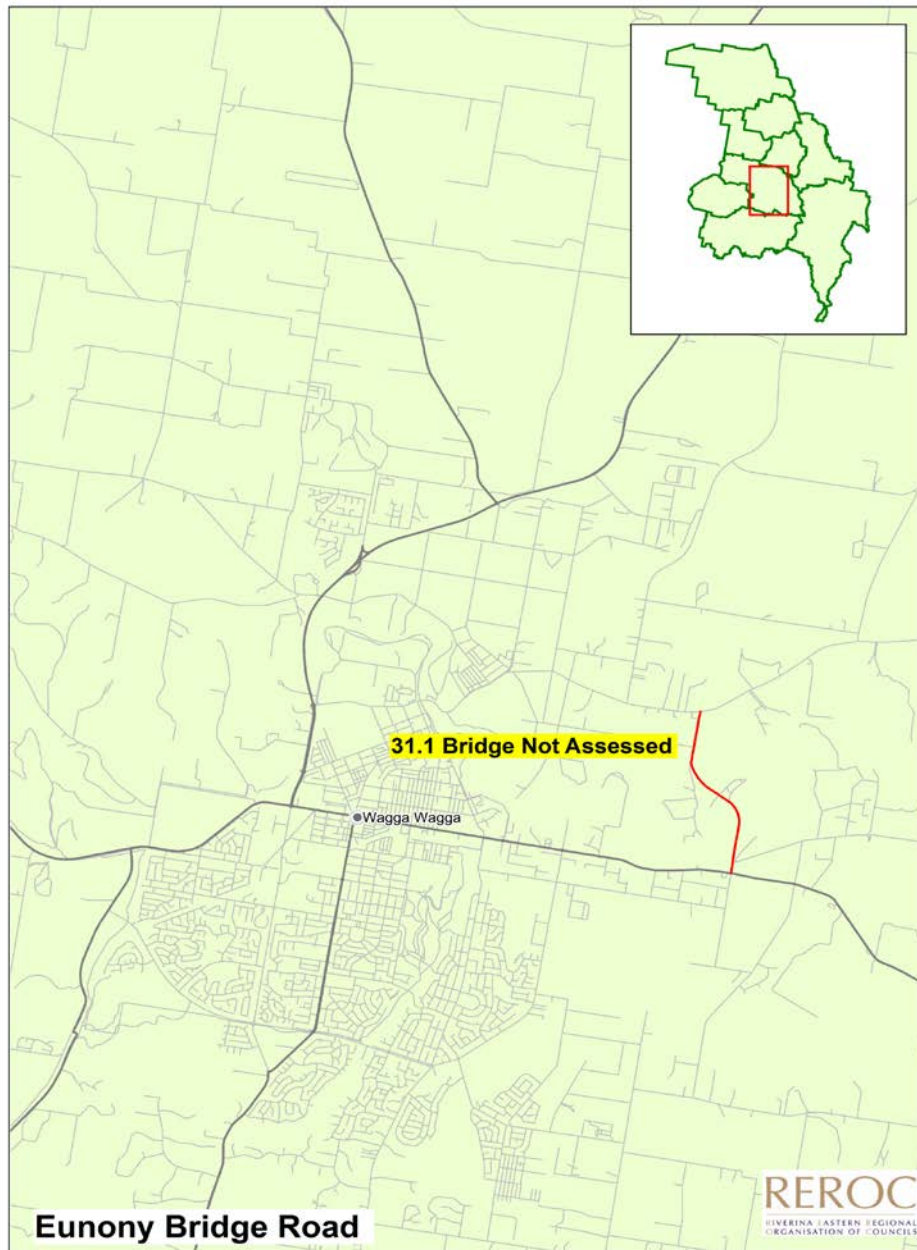 31.1 Bridge Not Assessed
Wagga Wagga
Eunony Bridge Road
REROC
RIVERINA EASTERN REGIONAL
ORGANISATION OF COUNCILS